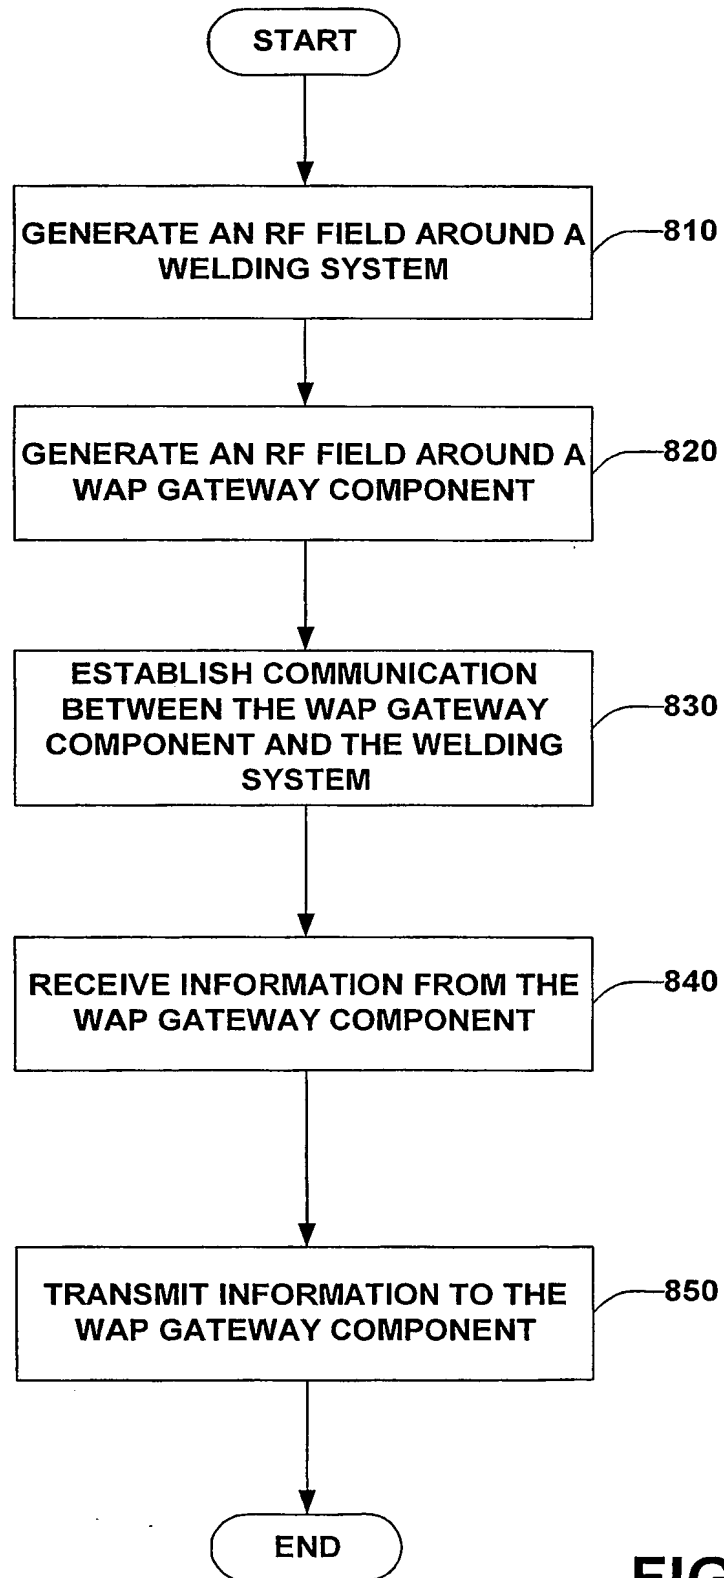 START
GENERATE AN RF FIELD AROUND A
WELDING SYSTEM
810
GENERATE AN RF FIELD AROUND A
WAP GATEWAY COMPONENT
820
ESTABLISH COMMUNICATION
BETWEEN THE WAP GATEWAY
COMPONENT AND THE WELDING
SYSTEM
830
RECEIVE INFORMATION FROM THE
WAP GATEWAY COMPONENT
840
TRANSMIT INFORMATION TO THE
WAP GATEWAY COMPONENT
850
END
FIG